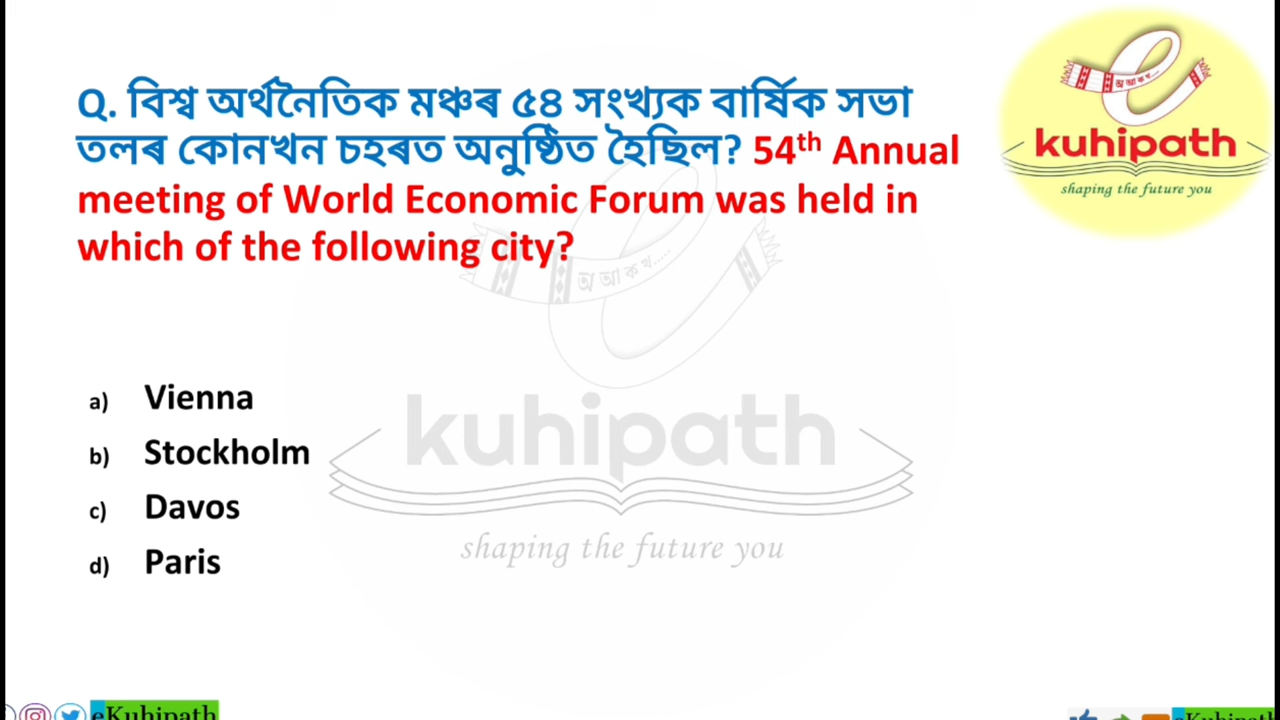 Q. বিশ্ব অৰ্থনৈতিক মঞ্চৰ ৫৪ সংখ্যক বাৰ্ষিক সভা
তলৰ কোনখন চহৰত অনুষ্ঠিত হৈছিল? 54th Annual
meeting of World Economic Forum was held in
which of the following city?
kuhipath
shaping the future you
অ আ ক খ....
অ আ ক খ.....
a) Vienna
b) Stockholm
c) Davos
d) Paris
kuhipath
shaping the future you
eKuhipath
eKuhipath